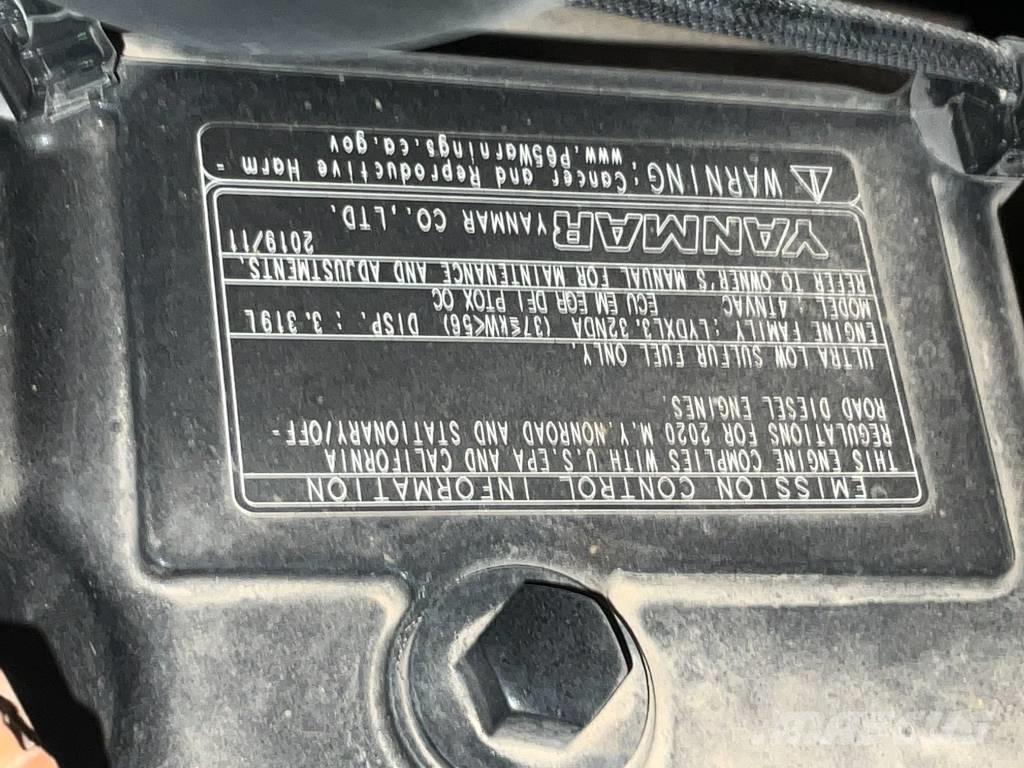 EMISSION CONTROL INFORMATION
THIS ENGINE COMPLIES WITH U.S.EPA AND CALIFORNIA
REGULATIONS FOR 2020 M.Y.NONROAD AND STATIONARY/OFF-
ROAD DIESEL ENGINES.
ULTRA LOW SULFUR FUEL ONLY.
ENGINE FAMILY :LYDXL3.32NDA (37≦kW<56) DISP. : 3.319L
MODEL : 4TNVAC ECU EM EGR DFI PTOX OC
REFER TO OWNER'S MANUAL FOR MAINTENANCE AND ADJUSTMENTS.
YANMAR YANMAR CO.,LTD. 2019/11
WARNING: Cancer and Reproductive Harm -
www.P65Warnings.ca.gov
MASCUS